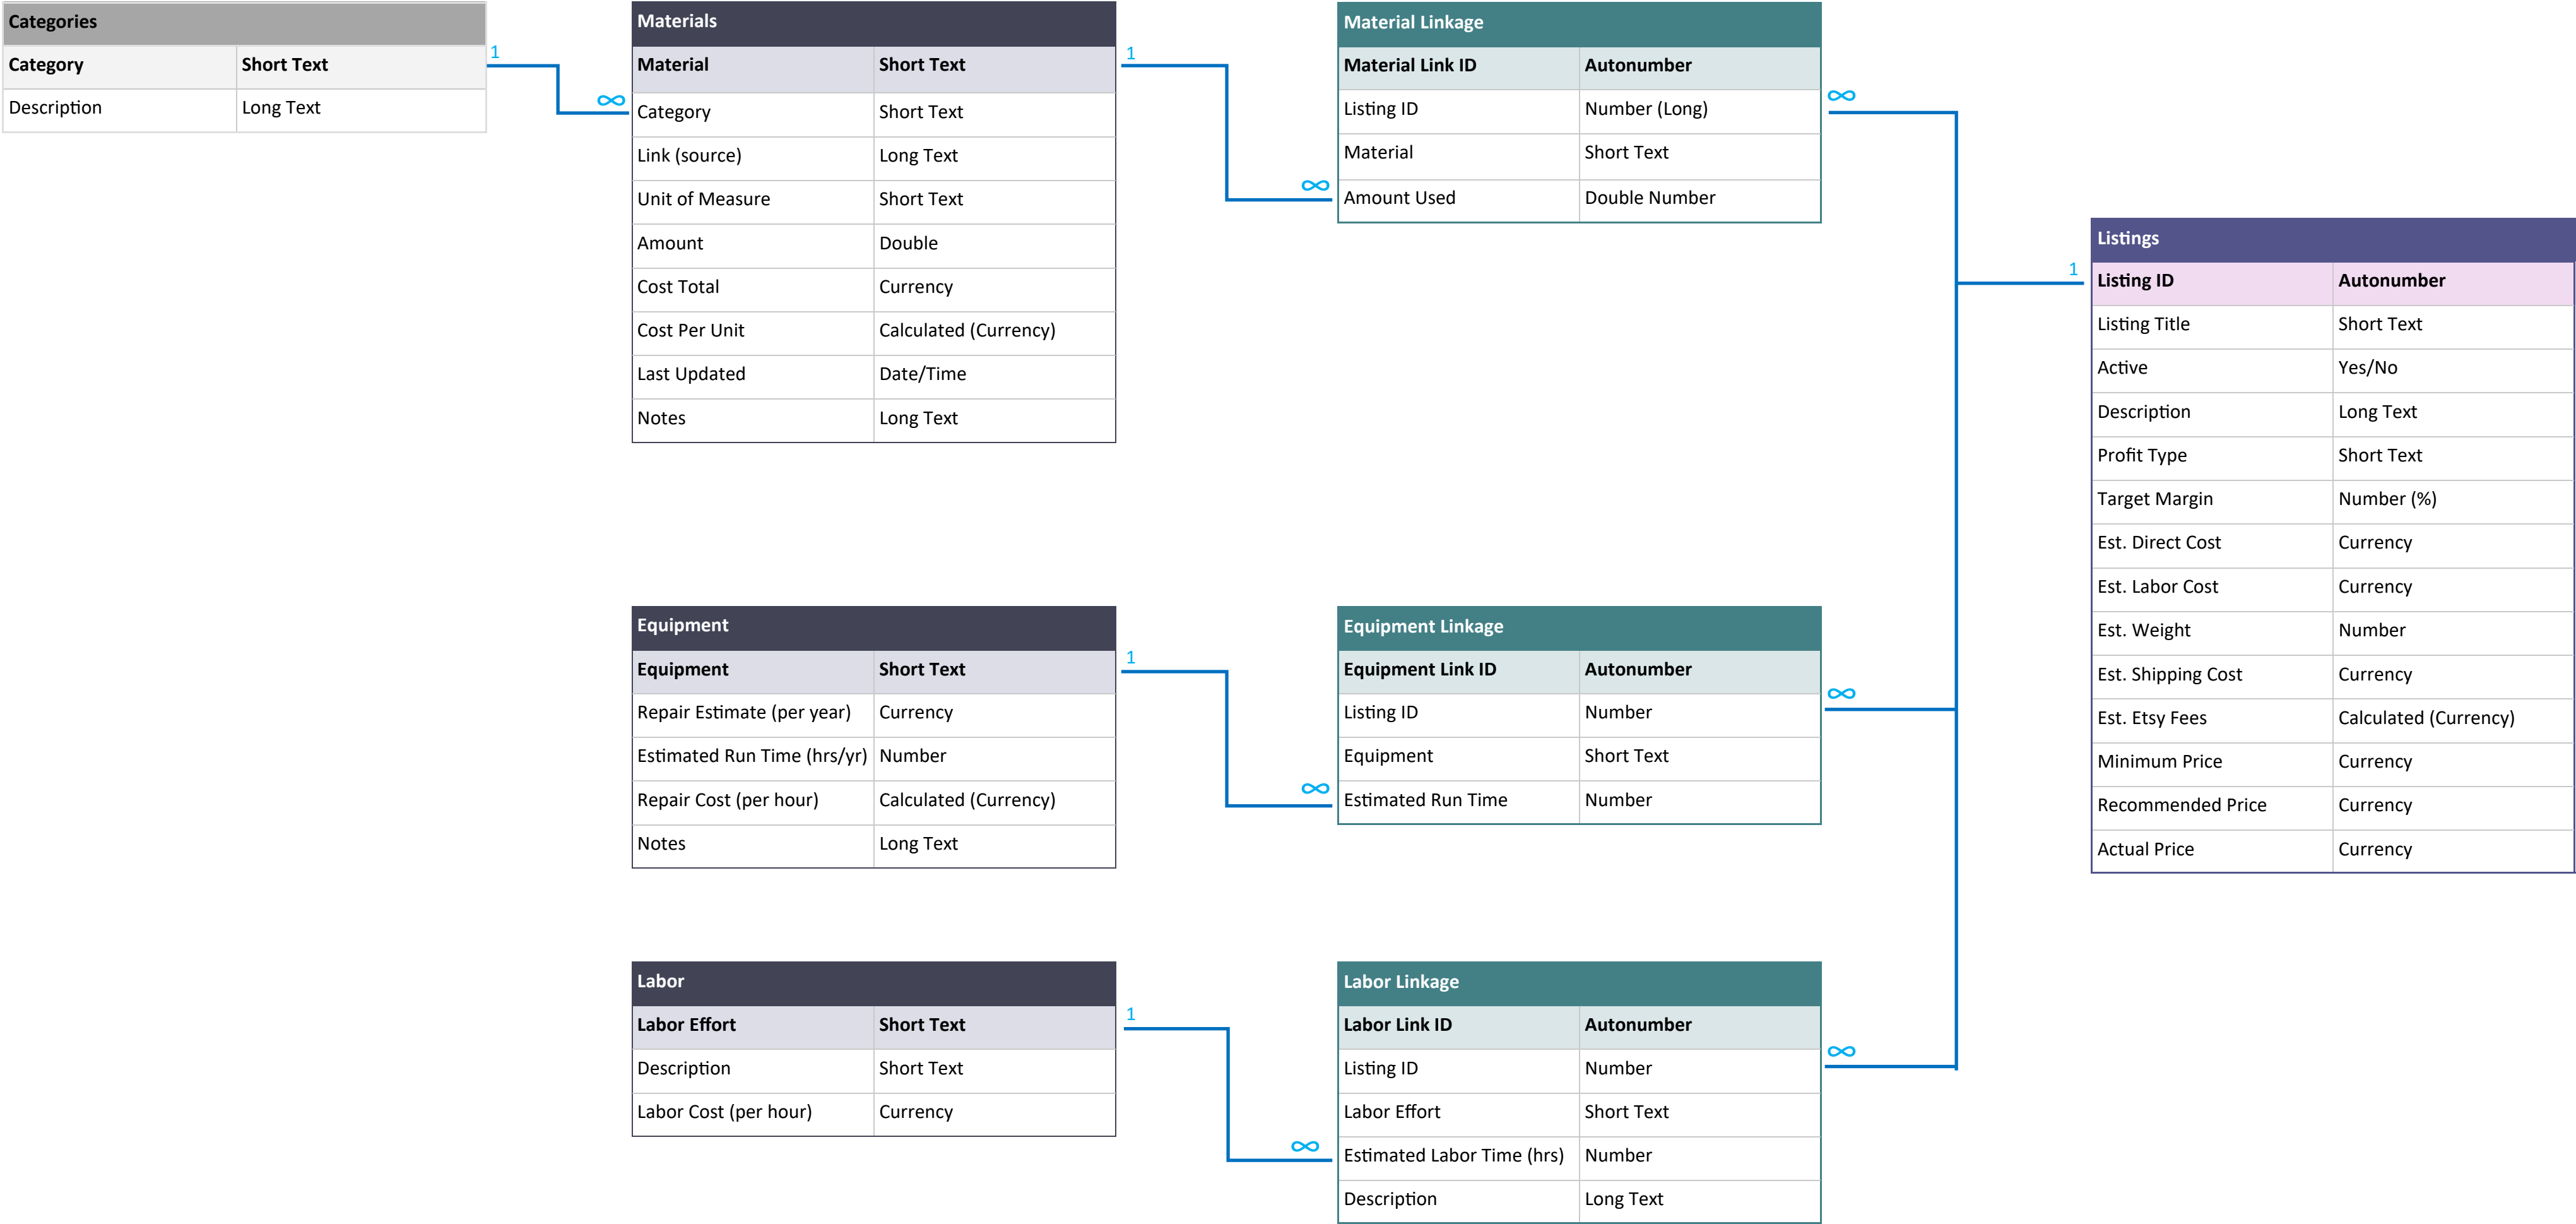 Categories
Category Short Text
Description Long Text
1
∞
Materials
Material Short Text
Category Short Text
Link (source) Long Text
Unit of Measure Short Text
Amount Double
Cost Total Currency
Cost Per Unit Calculated (Currency)
Last Updated Date/Time
Notes Long Text
1
∞
Material Linkage
Material Link ID Autonumber
Listing ID Number (Long)
Material Short Text
Amount Used Double Number
∞
1
Listings
Listing ID Autonumber
Listing Title Short Text
Active Yes/No
Description Long Text
Profit Type Short Text
Target Margin Number (%)
Est. Direct Cost Currency
Est. Labor Cost Currency
Est. Weight Number
Est. Shipping Cost Currency
Est. Etsy Fees Calculated (Currency)
Minimum Price Currency
Recommended Price Currency
Actual Price Currency
Equipment
Equipment Short Text
Repair Estimate (per year) Currency
Estimated Run Time (hrs/yr) Number
Repair Cost (per hour) Calculated (Currency)
Notes Long Text
1
∞
Equipment Linkage
Equipment Link ID Autonumber
Listing ID Number
Equipment Short Text
Estimated Run Time Number
∞
Labor
Labor Effort Short Text
Description Short Text
Labor Cost (per hour) Currency
1
∞
Labor Linkage
Labor Link ID Autonumber
Listing ID Number
Labor Effort Short Text
Estimated Labor Time (hrs) Number
Description Long Text
∞